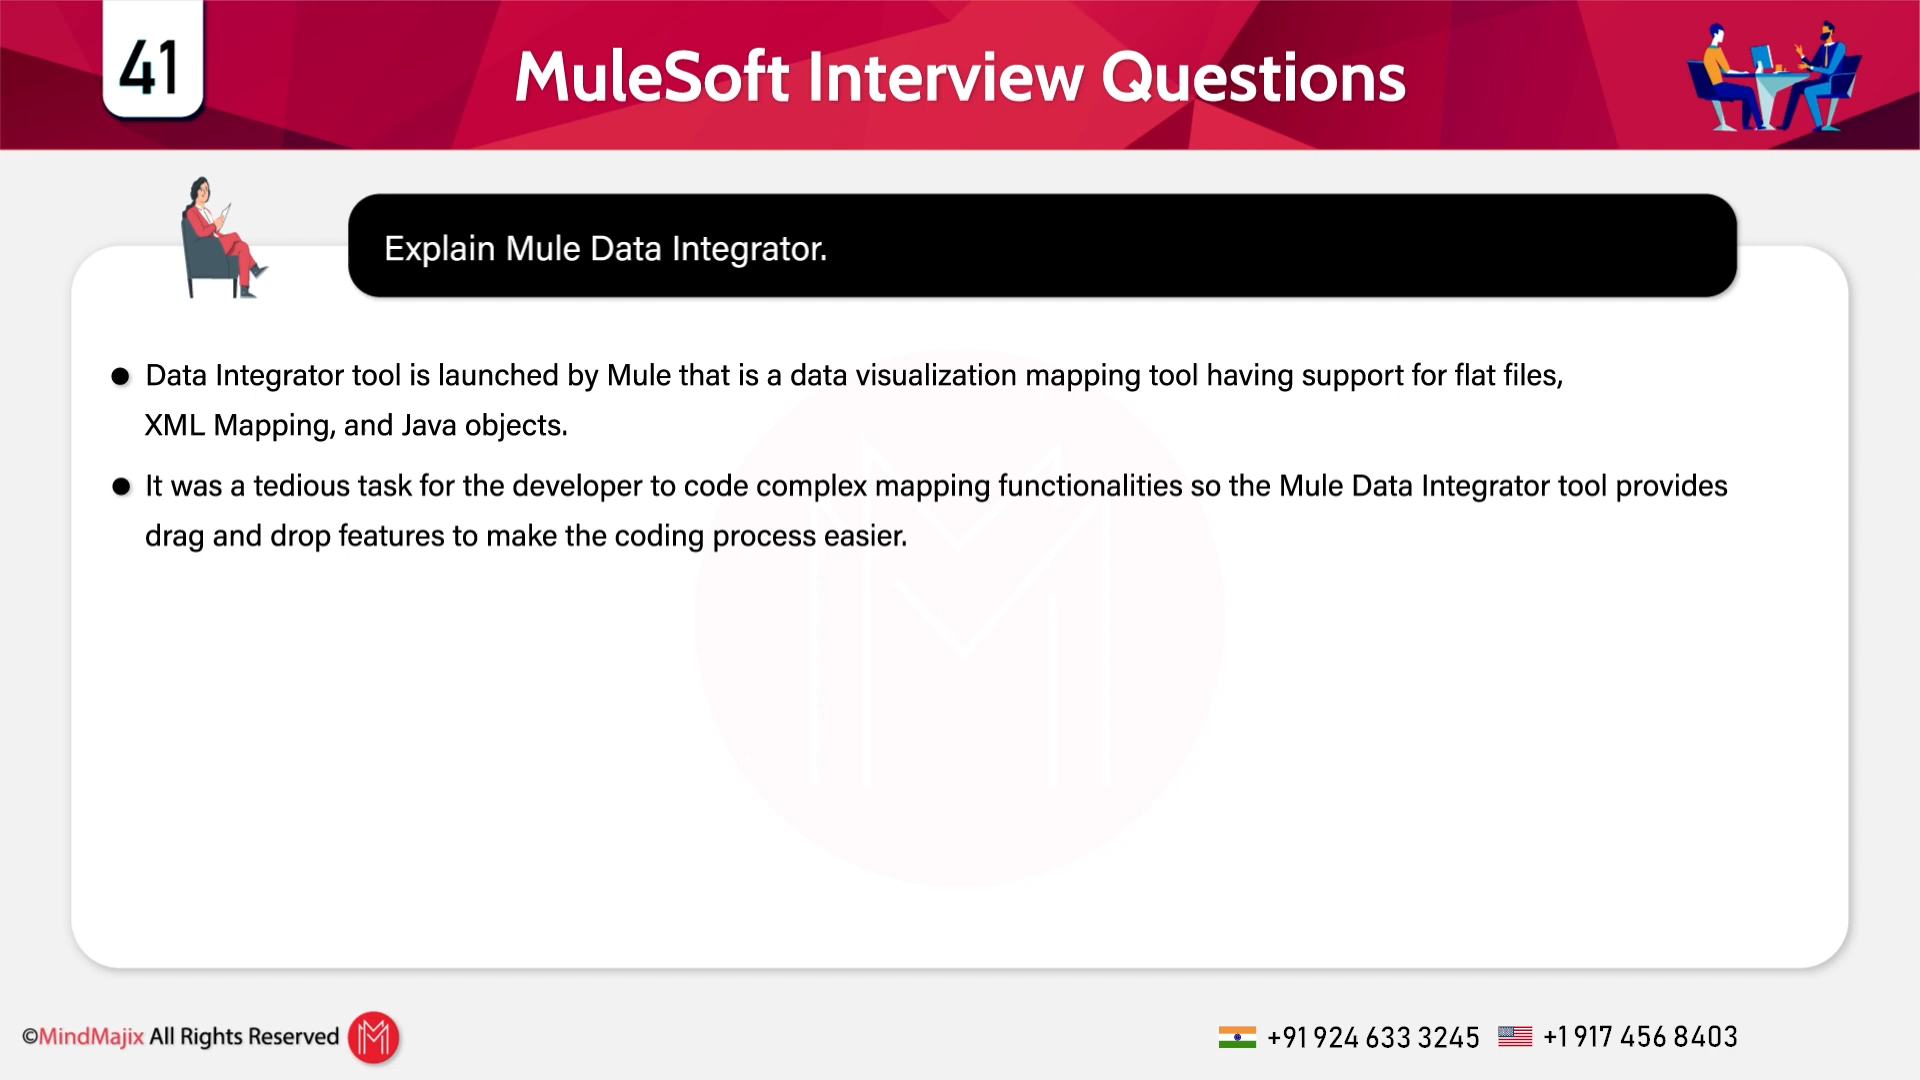 41
MuleSoft Interview Questions
Explain Mule Data Integrator.
● Data Integrator tool is launched by Mule that is a data visualization mapping tool having support for flat files,
XML Mapping, and Java objects.
● It was a tedious task for the developer to code complex mapping functionalities so the Mule Data Integrator tool provides
drag and drop features to make the coding process easier.
©MindMajix All Rights Reserved
+91 924 633 3245
+1 917 456 8403